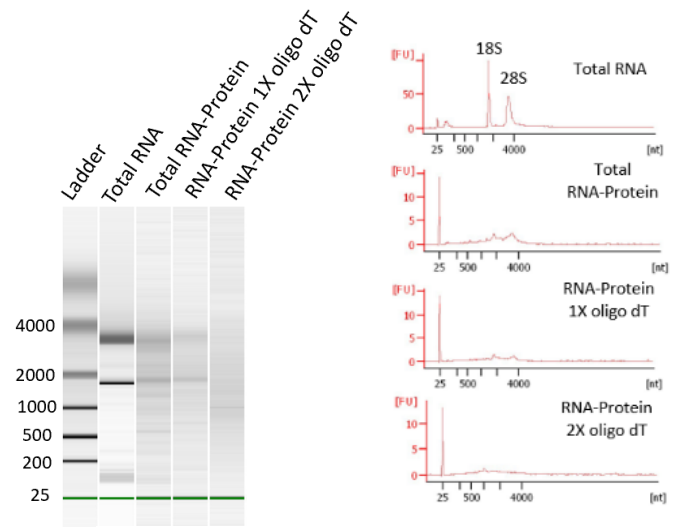 Ladder
Total RNA
Total RNA-Protein
RNA-Protein 1X oligo dT
RNA-Protein 2X oligo dT
4000
2000
1000
500
200
25
[FU]
18S
28S
Total RNA
50
0
25 500 4000 [nt]
[FU]
Total
RNA-Protein
10
5
0
25 500 4000 [nt]
[FU]
RNA-Protein
1X oligo dT
15
10
5
0
25 500 4000 [nt]
[FU]
RNA-Protein
2X oligo dT
10
5
0
25 500 4000 [nt]